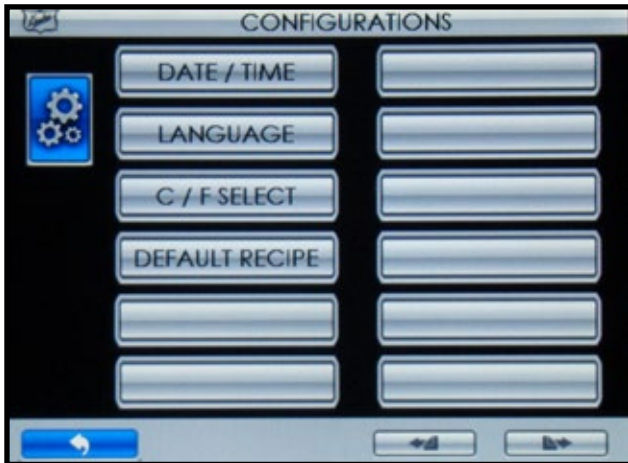 CONFIGURATIONS
DATE / TIME
LANGUAGE
C / F SELECT
DEFAULT RECIPE